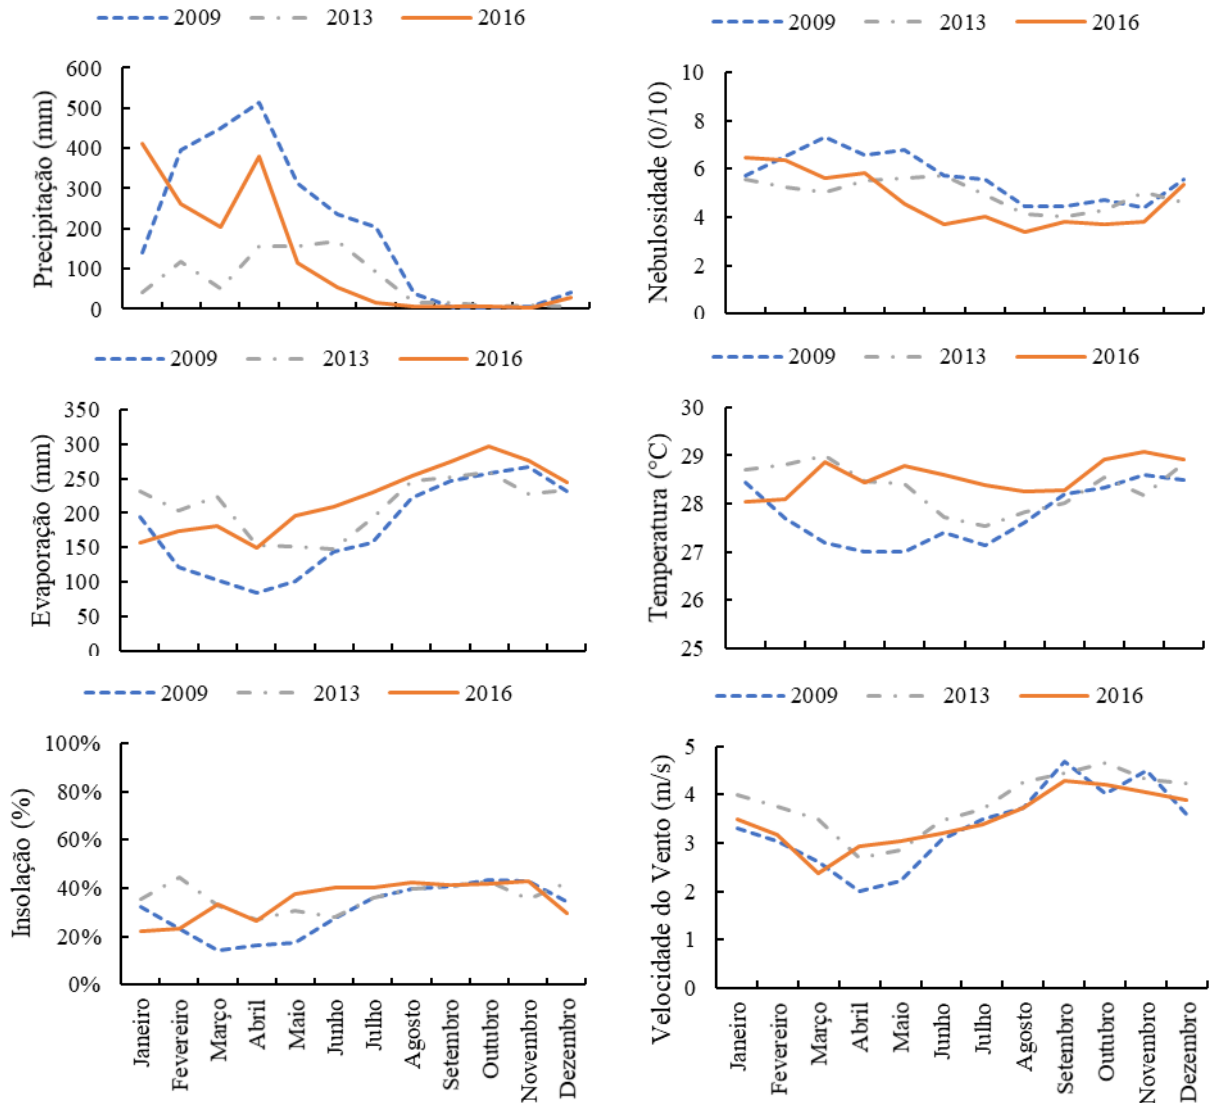 2009 2013 2016
Precipitação (mm)
600
500
400
300
200
100
0
2009 2013 2016
Nebulosidade (0/10)
10
8
6
4
2
0
2009 2013 2016
Evaporação (mm)
350
300
250
200
150
100
50
0
2009 2013 2016
Temperatura (°C)
30
29
28
27
26
25
2009 2013 2016
Insolação (%)
100%
80%
60%
40%
20%
0%
Janeiro
Fevereiro
Março
Abril
Maio
Junho
Julho
Agosto
Setembro
Outubro
Novembro
Dezembro
2009 2013 2016
Velocidade do Vento (m/s)
5
4
3
2
1
0
Janeiro
Fevereiro
Março
Abril
Maio
Junho
Julho
Agosto
Setembro
Outubro
Novembro
Dezembro